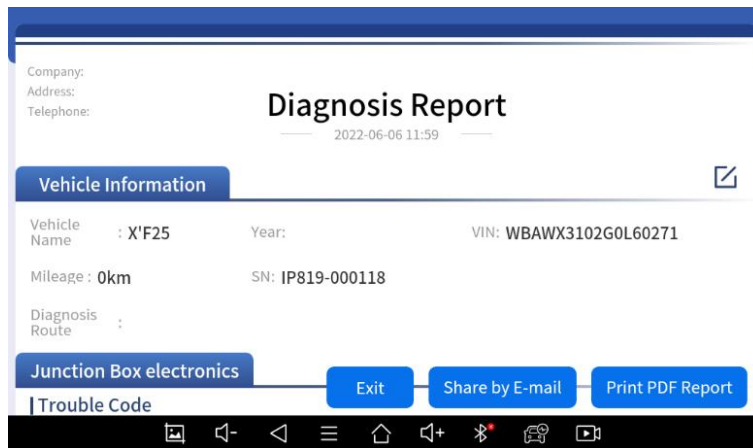 Company:
Address:
Telephone:
Diagnosis Report
2022-06-06 11:59
Vehicle Information
Vehicle Name : X'F25 Year: VIN: WBAWX3102G0L60271
Mileage : 0km SN: IP819-000118
Diagnosis Route :
Junction Box electronics
Exit Share by E-mail Print PDF Report
Trouble Code